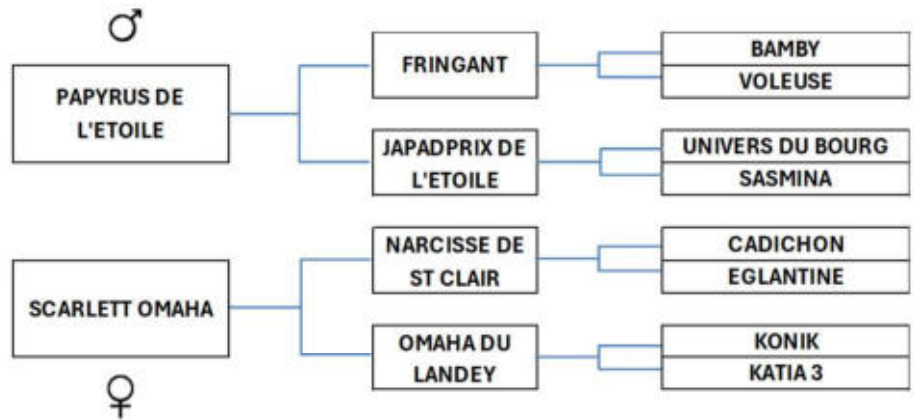 PAPYRUS DE
L'ETOILE
FRINGANT
BAMBY
VOLEUSE
JAPADPRIX DE
L'ETOILE
UNIVERS DU BOURG
SASMINA
SCARLETT OMAHA
NARCISSE DE
ST CLAIR
CADICHON
EGLANTINE
OMAHA DU
LANDEY
KONIK
KATIA 3